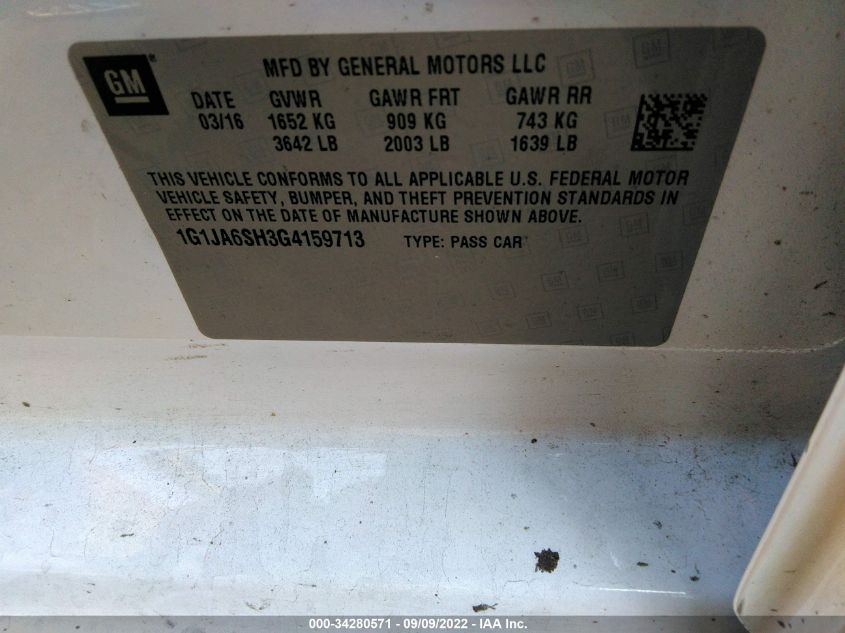 GM
MFD BY GENERAL MOTORS LLC
DATE GVWR GAWR FRT GAWR RR
03/16 1652 KG 909 KG 743 KG
3642 LB 2003 LB 1639 LB
THIS VEHICLE CONFORMS TO ALL APPLICABLE U.S. FEDERAL MOTOR
VEHICLE SAFETY, BUMPER, AND THEFT PREVENTION STANDARDS IN
EFFECT ON THE DATE OF MANUFACTURE SHOWN ABOVE.
1G1JA6SH3G4159713 TYPE: PASS CAR
000-34280571 - 09/09/2022 - IAA Inc.